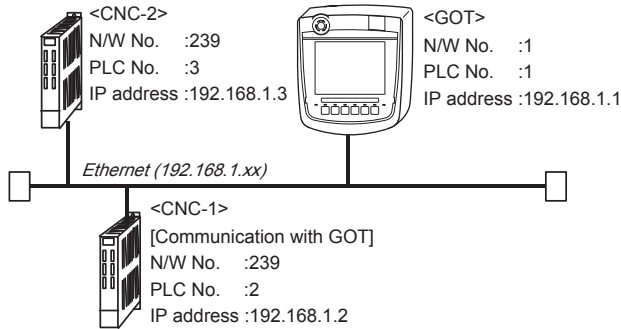 <CNC-2>
N/W No. :239
PLC No. :3
IP address :192.168.1.3
<GOT>
N/W No. :1
PLC No. :1
IP address :192.168.1.1
Ethernet (192.168.1.xx)
<CNC-1>
[Communication with GOT]
N/W No. :239
PLC No. :2
IP address :192.168.1.2